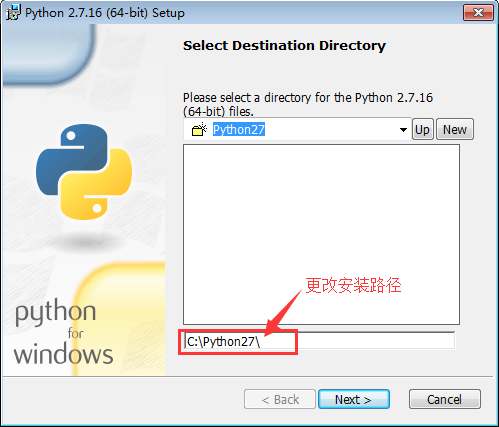 Python 2.7.16 (64-bit) Setup
Select Destination Directory
Please select a directory for the Python 2.7.16
(64-bit) files.
Python27
Up
New
更改安装路径
C:\Python27\
python
for
windows
< Back
Next >
Cancel